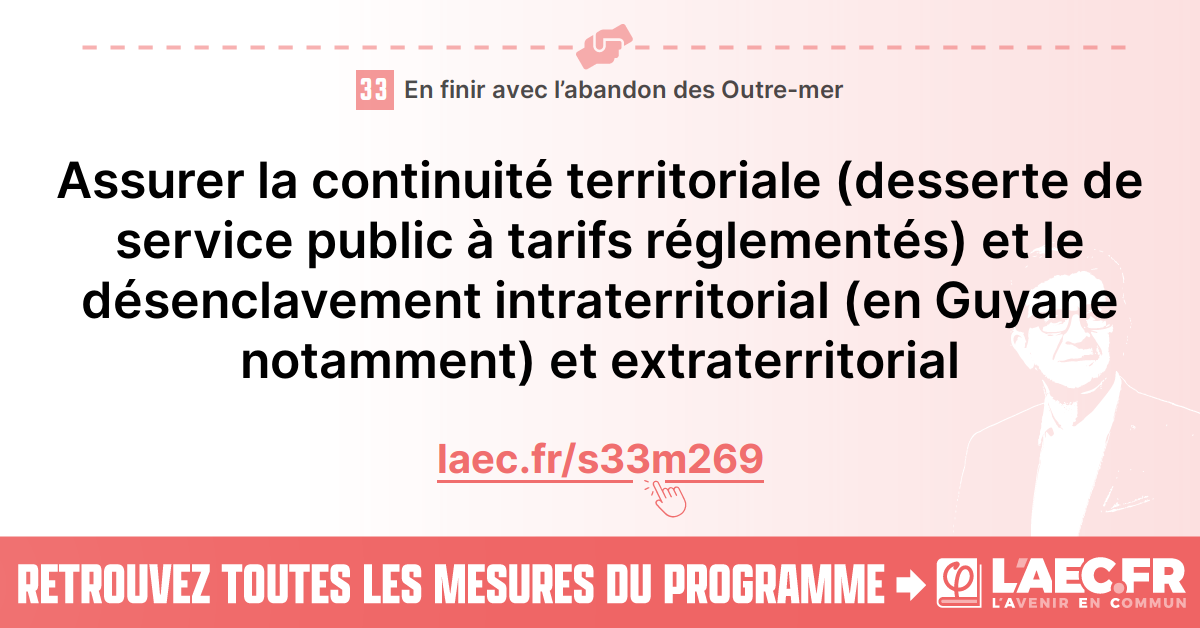 33 En finir avec l’abandon des Outre-mer
Assurer la continuité territoriale (desserte de
service public à tarifs réglementés) et le
désenclavement intraterritorial (en Guyane
notamment) et extraterritorial
laec.fr/s33m269
RETROUVEZ TOUTES LES MESURES DU PROGRAMME
φ L'AEC.FR
L'AVENIR EN COMMUN